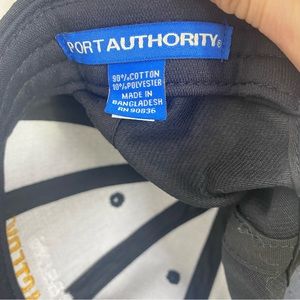 PORT AUTHORITY®
90%COTTON
10%POLYESTER
MADE IN
BANGLADESH
RN 90836